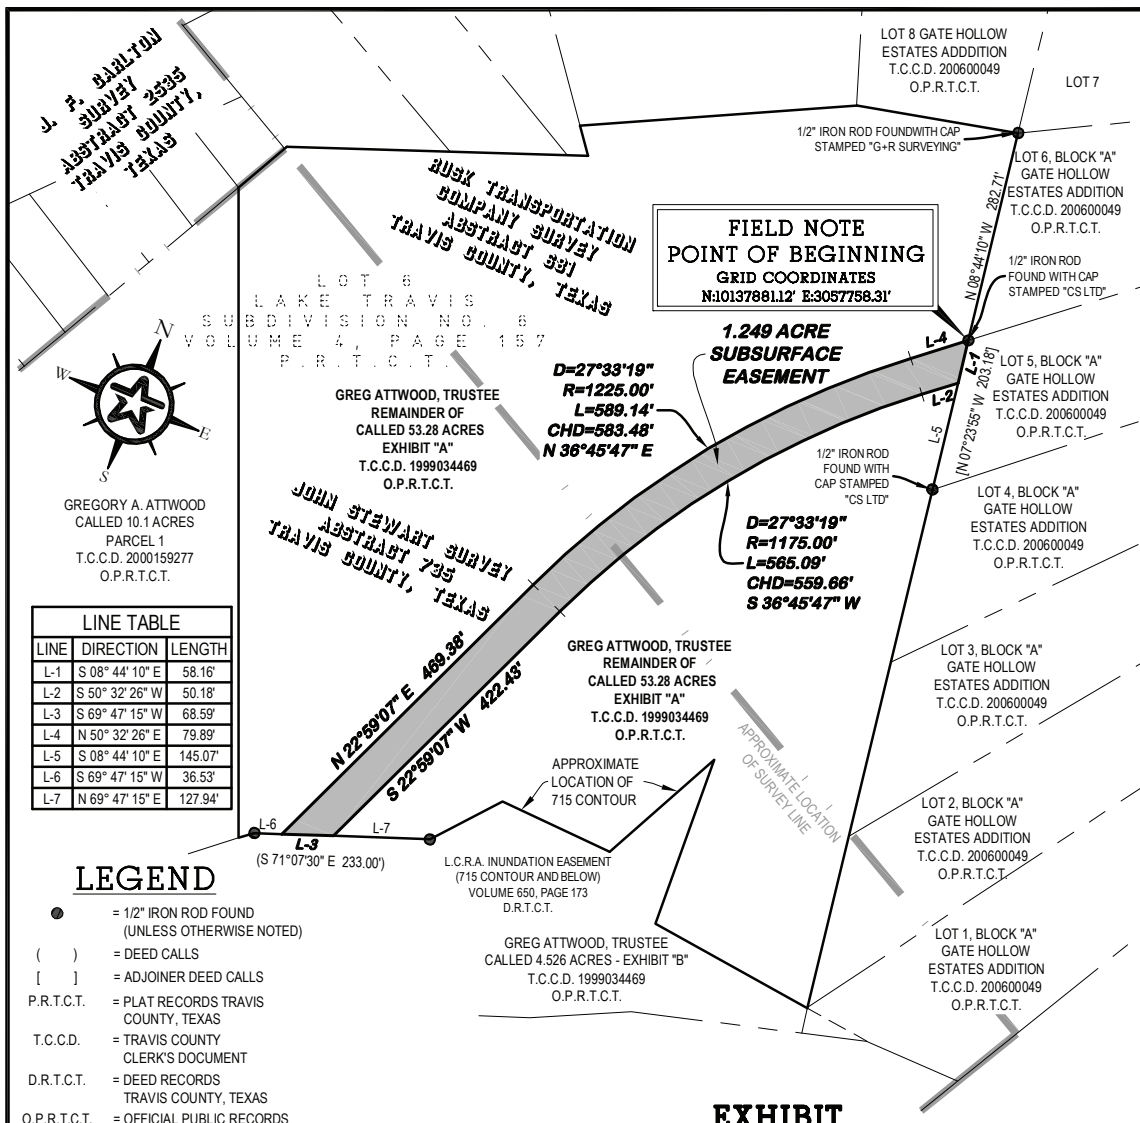 J. F. CARLTON
SURVEY
ABSTRACT 2535
TRAVIS COUNTY,
TEXAS
RUSK TRANSPORTATION
COMPANY SURVEY
ABSTRACT 631
TRAVIS COUNTY, TEXAS
LOT 8 GATE HOLLOW
ESTATES ADDDITION
T.C.C.D. 200600049
O.P.R.T.C.T.
LOT 7
1/2" IRON ROD FOUNDWITH CAP
STAMPED "G+R SURVEYING"
LOT 6, BLOCK "A"
GATE HOLLOW
ESTATES ADDITION
T.C.C.D. 200600049
O.P.R.T.C.T.
N 08°44'10" W 282.71'
FIELD NOTE
POINT OF BEGINNING
GRID COORDINATES
N:10137881.12' E:3057758.31'
1/2" IRON ROD
FOUND WITH CAP
STAMPED "CS LTD"
LOT 6
LAKE TRAVIS
SUBDIVISION NO. 6
VOLUME 4, PAGE 157
P.R.T.C.T.
N
W
E
S
1.249 ACRE
SUBSURFACE
EASEMENT
L-4
L-1
L-2
L-5
[N 07°23'55" W 203.18']
LOT 5, BLOCK "A"
GATE HOLLOW
ESTATES ADDITION
T.C.C.D. 200600049
O.P.R.T.C.T.
D=27°33'19"
R=1225.00'
L=589.14'
CHD=583.48'
N 36°45'47" E
GREG ATTWOOD, TRUSTEE
REMAINDER OF
CALLED 53.28 ACRES
EXHIBIT "A"
T.C.C.D. 1999034469
O.P.R.T.C.T.
1/2" IRON ROD
FOUND WITH
CAP STAMPED
"CS LTD"
GREGORY A. ATTWOOD
CALLED 10.1 ACRES
PARCEL 1
T.C.C.D. 2000159277
O.P.R.T.C.T.
JOHN STEWART SURVEY
ABSTRACT 735
TRAVIS COUNTY, TEXAS
D=27°33'19"
R=1175.00'
L=565.09'
CHD=559.66'
S 36°45'47" W
LOT 4, BLOCK "A"
GATE HOLLOW
ESTATES ADDITION
T.C.C.D. 200600049
O.P.R.T.C.T.
LINE TABLE
LINE DIRECTION LENGTH
L-1 S 08° 44' 10" E 58.16'
L-2 S 50° 32' 26" W 50.18'
L-3 S 69° 47' 15" W 68.59'
L-4 N 50° 32' 26" E 79.89'
L-5 S 08° 44' 10" E 145.07'
L-6 S 69° 47' 15" W 36.53'
L-7 N 69° 47' 15" E 127.94'
N 22°59'07" E 469.38'
S 22°59'07" W 422.43'
GREG ATTWOOD, TRUSTEE
REMAINDER OF
CALLED 53.28 ACRES
EXHIBIT "A"
T.C.C.D. 1999034469
O.P.R.T.C.T.
LOT 3, BLOCK "A"
GATE HOLLOW
ESTATES ADDITION
T.C.C.D. 200600049
O.P.R.T.C.T.
APPROXIMATE LOCATION
OF SURVEY LINE
APPROXIMATE
LOCATION OF
715 CONTOUR
LOT 2, BLOCK "A"
GATE HOLLOW
ESTATES ADDITION
T.C.C.D. 200600049
O.P.R.T.C.T.
L-6
L-3
L-7
(S 71°07'30" E 233.00')
L.C.R.A. INUNDATION EASEMENT
(715 CONTOUR AND BELOW)
VOLUME 650, PAGE 173
D.R.T.C.T.
GREG ATTWOOD, TRUSTEE
CALLED 4.526 ACRES - EXHIBIT "B"
T.C.C.D. 1999034469
O.P.R.T.C.T.
LOT 1, BLOCK "A"
GATE HOLLOW
ESTATES ADDITION
T.C.C.D. 200600049
O.P.R.T.C.T.
LEGEND
= 1/2" IRON ROD FOUND
(UNLESS OTHERWISE NOTED)
( ) = DEED CALLS
[ ] = ADJOINER DEED CALLS
P.R.T.C.T. = PLAT RECORDS TRAVIS
COUNTY, TEXAS
T.C.C.D. = TRAVIS COUNTY
CLERK'S DOCUMENT
D.R.T.C.T. = DEED RECORDS
TRAVIS COUNTY, TEXAS
O.P.R.T.C.T. = OFFICIAL PUBLIC RECORDS
EXHIBIT